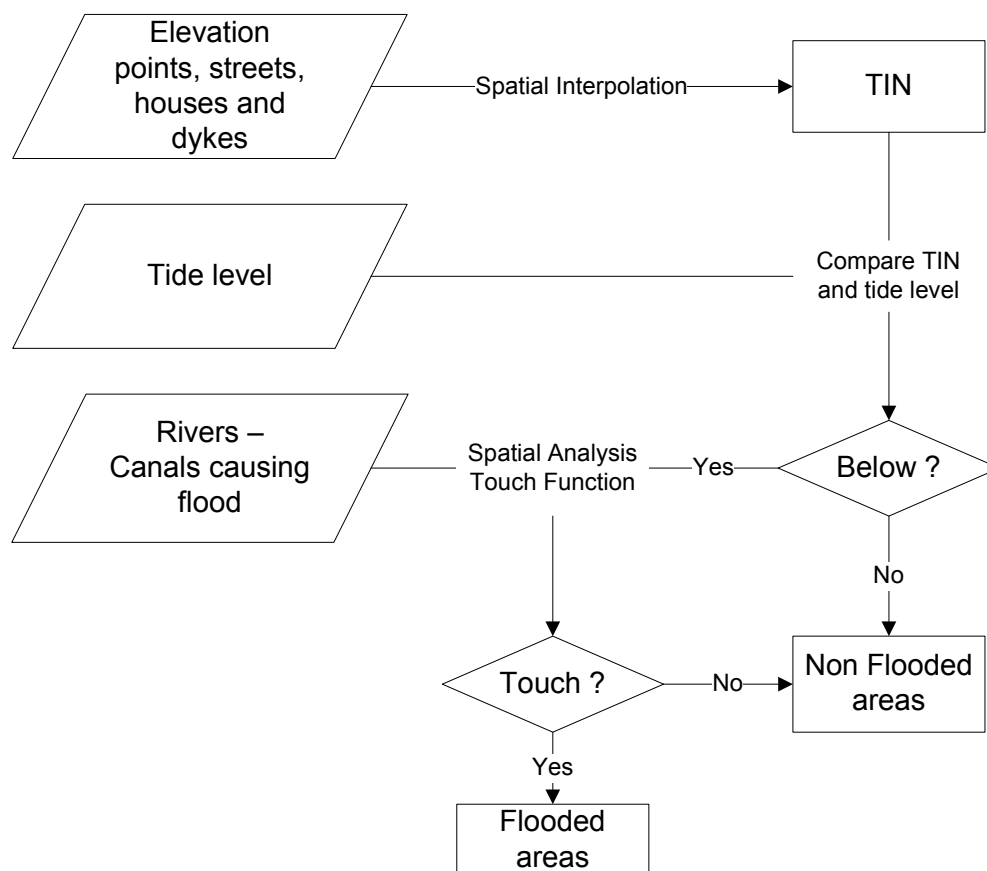 Elevation
points, streets,
houses and
dykes
Spatial Interpolation
TIN
Tide level
Compare TIN
and tide level
Rivers –
Canals causing
flood
Spatial Analysis
Touch Function
Yes
Below ?
No
Touch ?
No
Non Flooded
areas
Yes
Flooded
areas